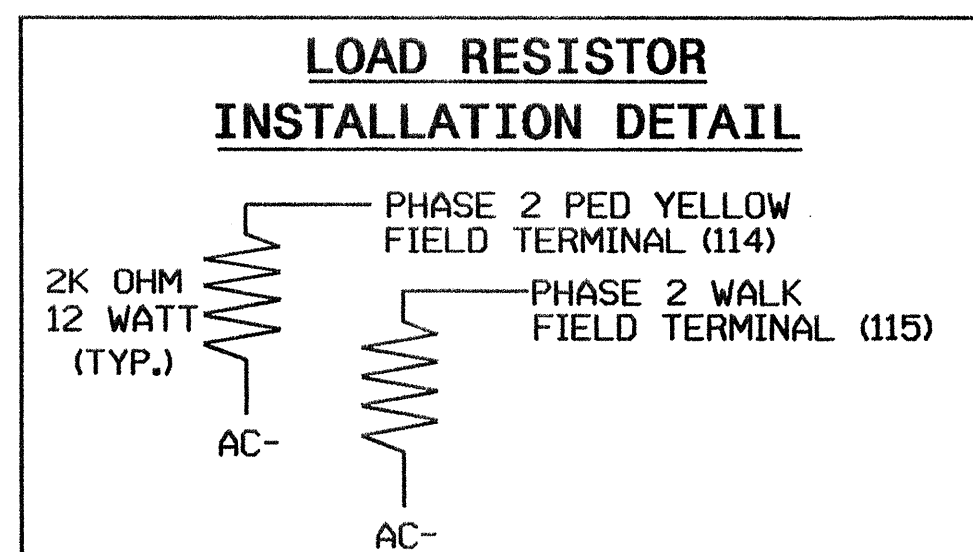 LOAD RESISTOR
INSTALLATION DETAIL
PHASE 2 PED YELLOW
FIELD TERMINAL (114)
2K OHM
12 WATT
(TYP.)
AC-
PHASE 2 WALK
FIELD TERMINAL (115)
AC-